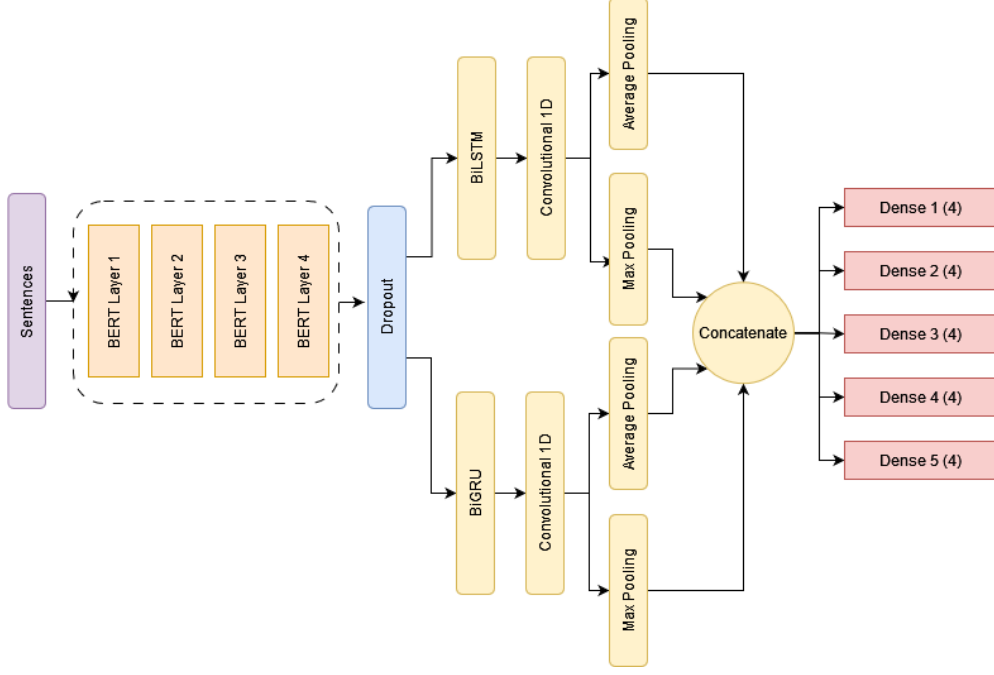 Sentences
BERT Layer 1
BERT Layer 2
BERT Layer 3
BERT Layer 4
Dropout
BiLSTM
Convolutional 1D
Average Pooling
Max Pooling
BiGRU
Convolutional 1D
Average Pooling
Max Pooling
Concatenate
Dense 1 (4)
Dense 2 (4)
Dense 3 (4)
Dense 4 (4)
Dense 5 (4)